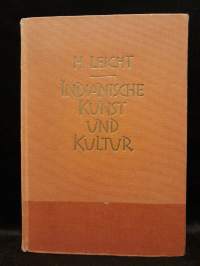 H. LEICHT
INDIANISCHE
KUNST
UND
KULTUR